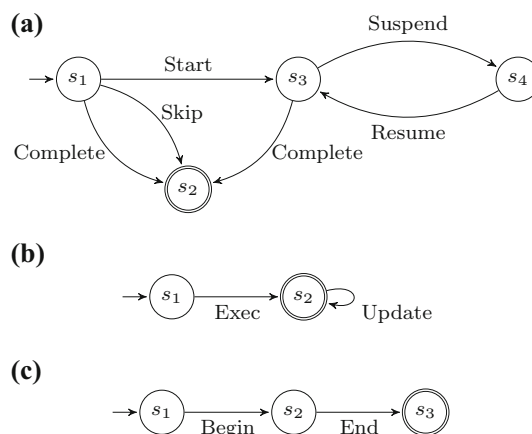 (a)
Suspend
Start
s1 s3 s4
Skip
Resume
Complete Complete
s2
(b)
s1 s2
Exec Update
(c)
s1 s2 s3
Begin End